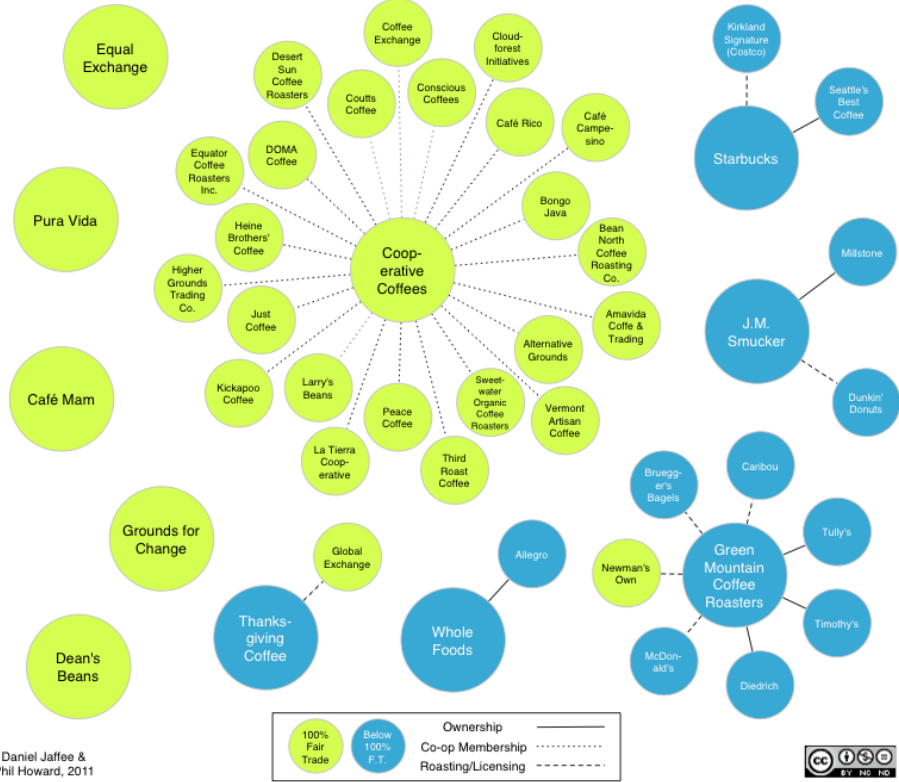 Equal
Exchange
Pura Vida
Café Mam
Grounds for
Change
Dean's
Beans
Coop-
erative
Coffees
Coffee
Exchange
Cloud-
forest
Initiatives
Desert
Sun
Coffee
Roasters
Coutts
Coffee
Conscious
Coffees
Café Rico
Café
Campe-
sino
DOMA
Coffee
Equator
Coffee
Roasters
Inc.
Bongo
Java
Heine
Brothers'
Coffee
Bean
North
Coffee
Roasting
Co.
Higher
Grounds
Trading
Co.
Just
Coffee
Amavida
Coffe &
Trading
Alternative
Grounds
Kickapoo
Coffee
Larry's
Beans
Peace
Coffee
Sweet-
water
Organic
Coffee
Roasters
Vermont
Artisan
Coffee
La Tierra
Coop-
erative
Third
Roast
Coffee
Kirkland
Signature
(Costco)
Seattle's
Best
Coffee
Starbucks
Millstone
J.M.
Smucker
Dunkin'
Donuts
Global
Exchange
Thanks-
giving
Coffee
Allegro
Whole
Foods
Bruegg-
er's
Bagels
Caribou
Tully's
Newman's
Own
Green
Mountain
Coffee
Roasters
Timothy's
McDon-
ald's
Diedrich
100%
Fair
Trade
Below
100%
F.T.
Ownership
Co-op Membership
Roasting/Licensing
Daniel Jaffee &
hil Howard, 2011
cc
BY NC ND